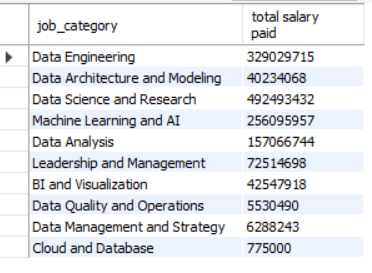 job_category total salary paid
Data Engineering 329029715
Data Architecture and Modeling 40234068
Data Science and Research 492493432
Machine Learning and AI 256095957
Data Analysis 157066744
Leadership and Management 72514698
BI and Visualization 42547918
Data Quality and Operations 5530490
Data Management and Strategy 6288243
Cloud and Database 775000